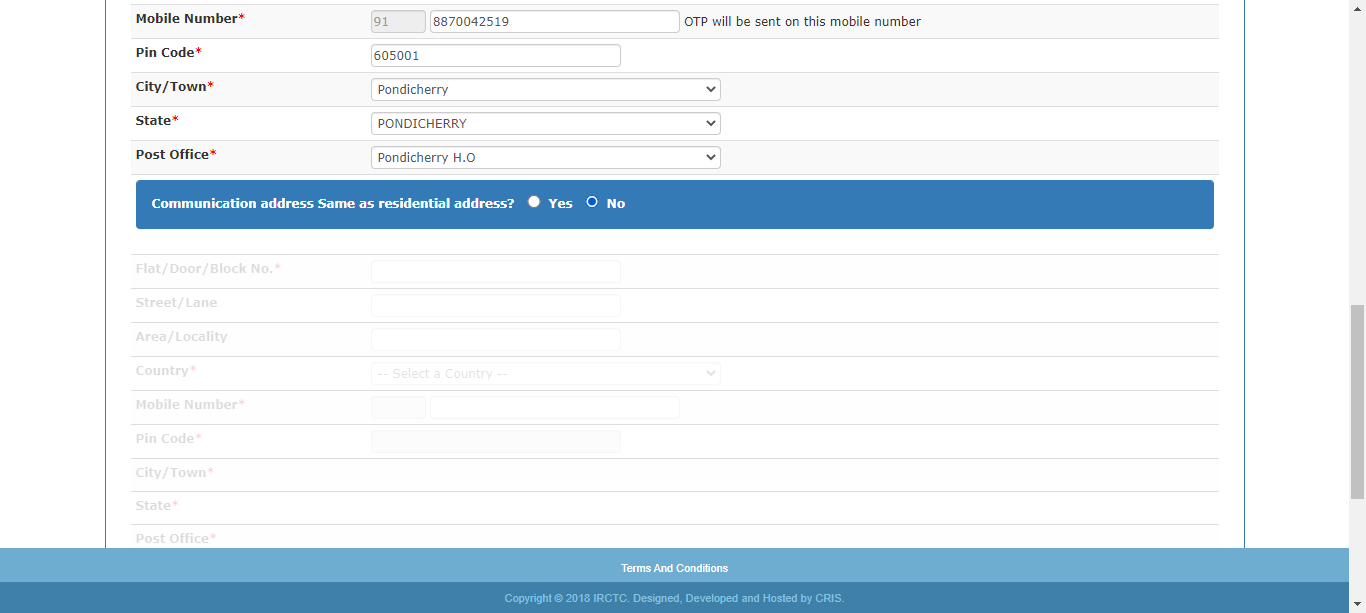 Mobile Number* 91 8870042519 OTP will be sent on this mobile number
Pin Code* 605001
City/Town* Pondicherry
State* PONDICHERRY
Post Office* Pondicherry H.O
Communication address Same as residential address? Yes No
Flat/Door/Block No.*
Street/Lane
Area/Locality
Country* -- Select a Country --
Mobile Number*
Pin Code*
City/Town*
State*
Post Office*
Terms And Conditions
Copyright © 2018 IRCTC. Designed, Developed and Hosted by CRIS.